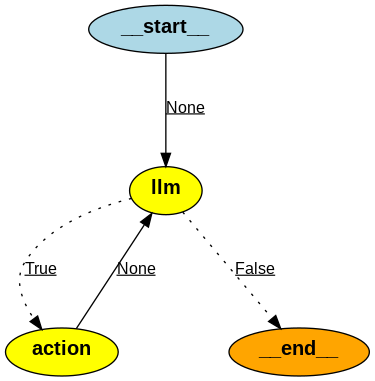 __start__
None
llm
True
None
False
action
__end__